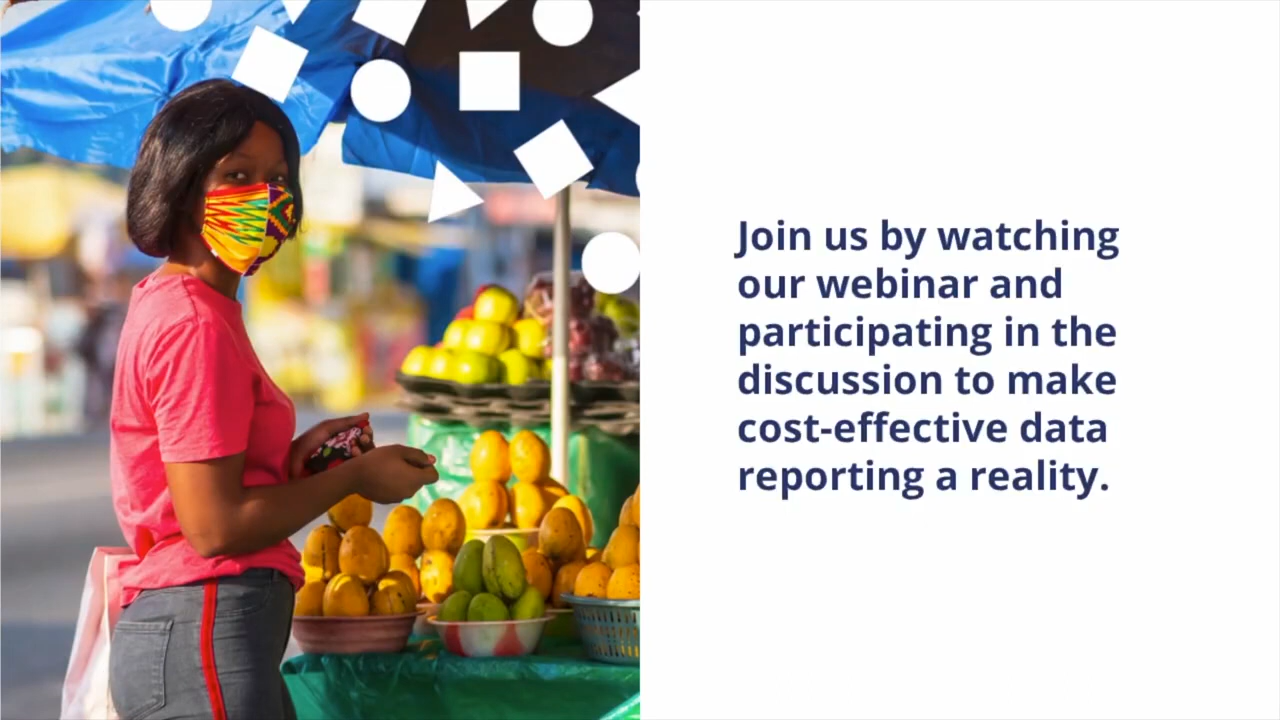 Join us by watching
our webinar and
participating in the
discussion to make
cost-effective data
reporting a reality.